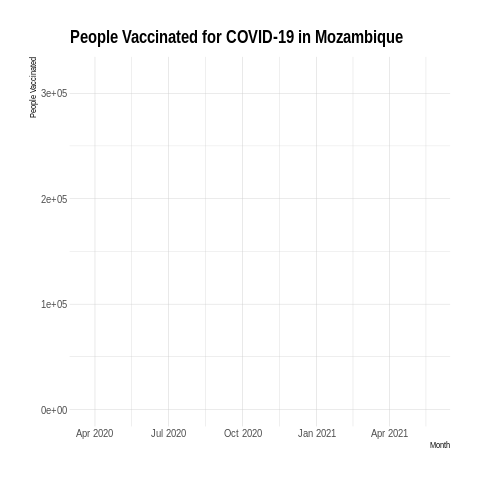 People Vaccinated for COVID-19 in Mozambique
People Vaccinated
3e+05
2e+05
1e+05
0e+00
Apr 2020 Jul 2020 Oct 2020 Jan 2021 Apr 2021
Month